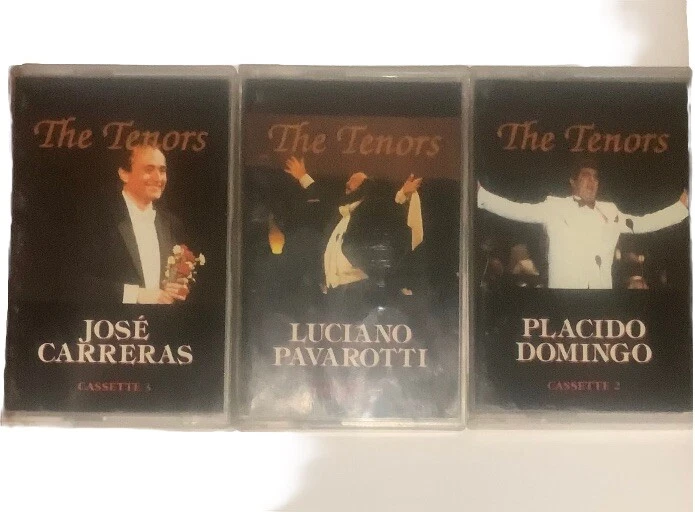 The Tenors
JOSÉ
CARRERAS
CASSETTE 3
The Tenors
LUCIANO
PAVAROTTI
The Tenors
PLACIDO
DOMINGO
CASSETTE 2